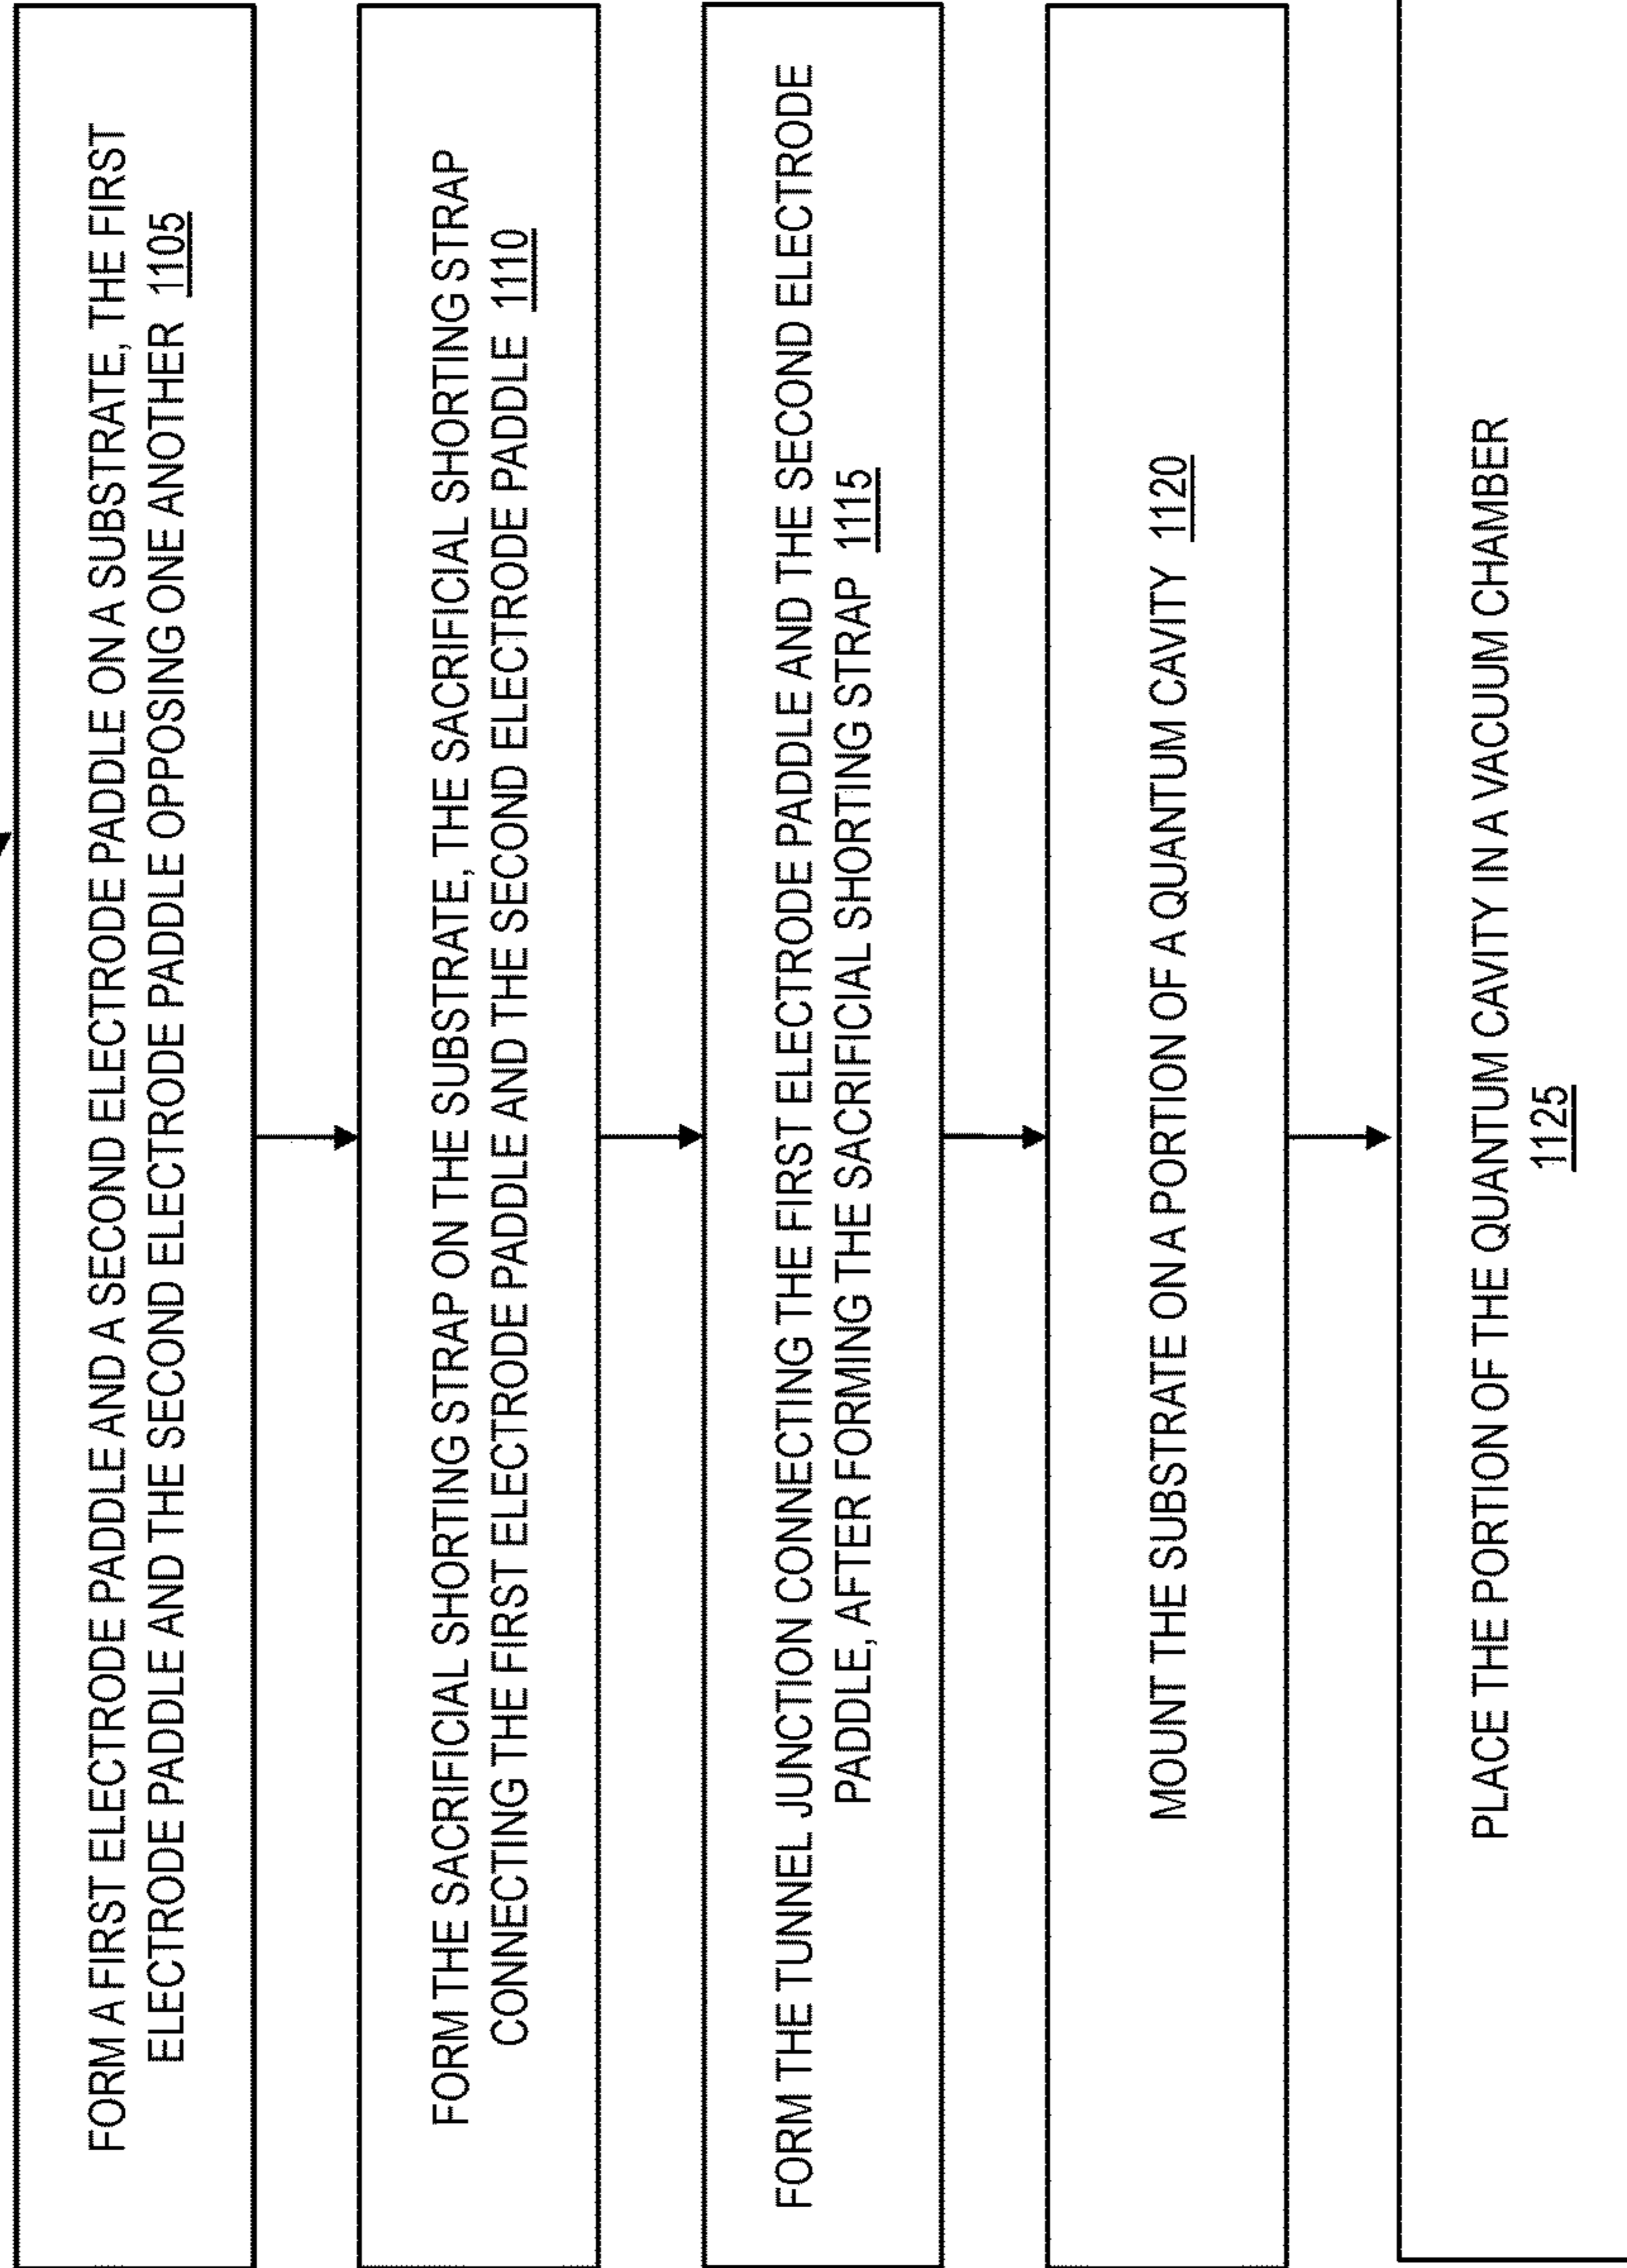 FORM A FIRST ELECTRODE PADDLE AND A SECOND ELECTRODE PADDLE ON A SUBSTRATE, THE FIRST
ELECTRODE PADDLE AND THE SECOND ELECTRODE PADDLE OPPOSING ONE ANOTHER 1105
FORM THE SACRIFICIAL SHORTING STRAP ON THE SUBSTRATE, THE SACRIFICIAL SHORTING STRAP
CONNECTING THE FIRST ELECTRODE PADDLE AND THE SECOND ELECTRODE PADDLE 1110
FORM THE TUNNEL JUNCTION CONNECTING THE FIRST ELECTRODE PADDLE AND THE SECOND ELECTRODE
PADDLE, AFTER FORMING THE SACRIFICIAL SHORTING STRAP 1115
MOUNT THE SUBSTRATE ON A PORTION OF A QUANTUM CAVITY 1120
PLACE THE PORTION OF THE QUANTUM CAVITY IN A VACUUM CHAMBER
1125